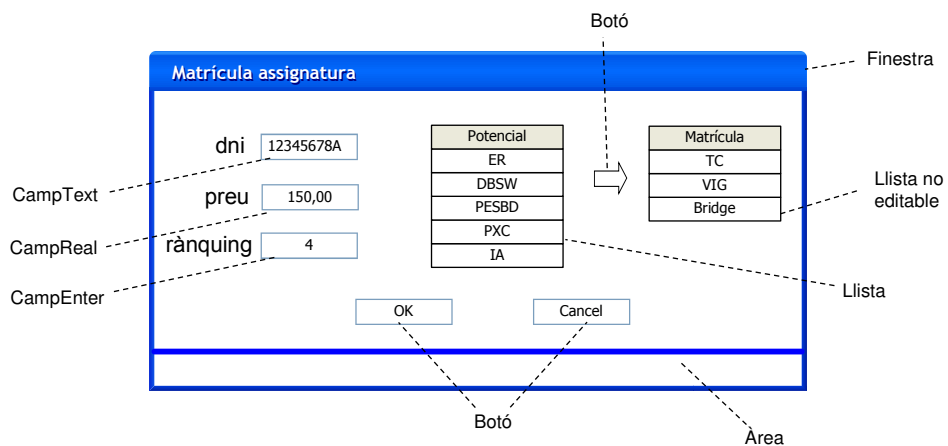 Botó
Finestra
Matrícula assignatura
dni 12345678A
CampText
preu 150,00
CampReal
rànquing 4
CampEnter
Potencial
ER
DBSW
PESBD
PXC
IA
Matrícula
TC
VIG
Bridge
Llista no
editable
Llista
OK
Cancel
Botó
Àrea